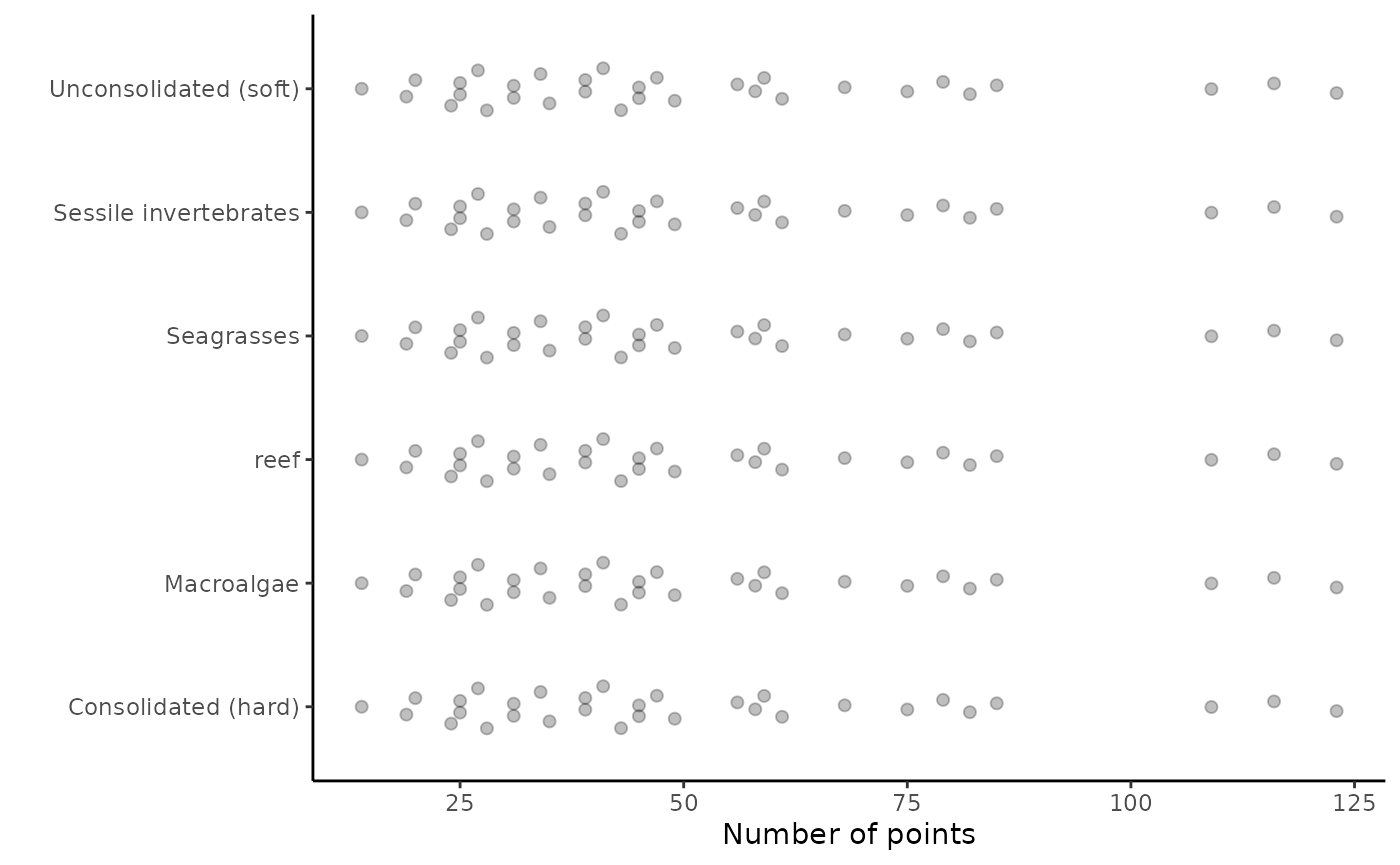 Unconsolidated (soft)
Sessile invertebrates
Seagrasses
reef
Macroalgae
Consolidated (hard)
25 50 75 100 125
Number of points